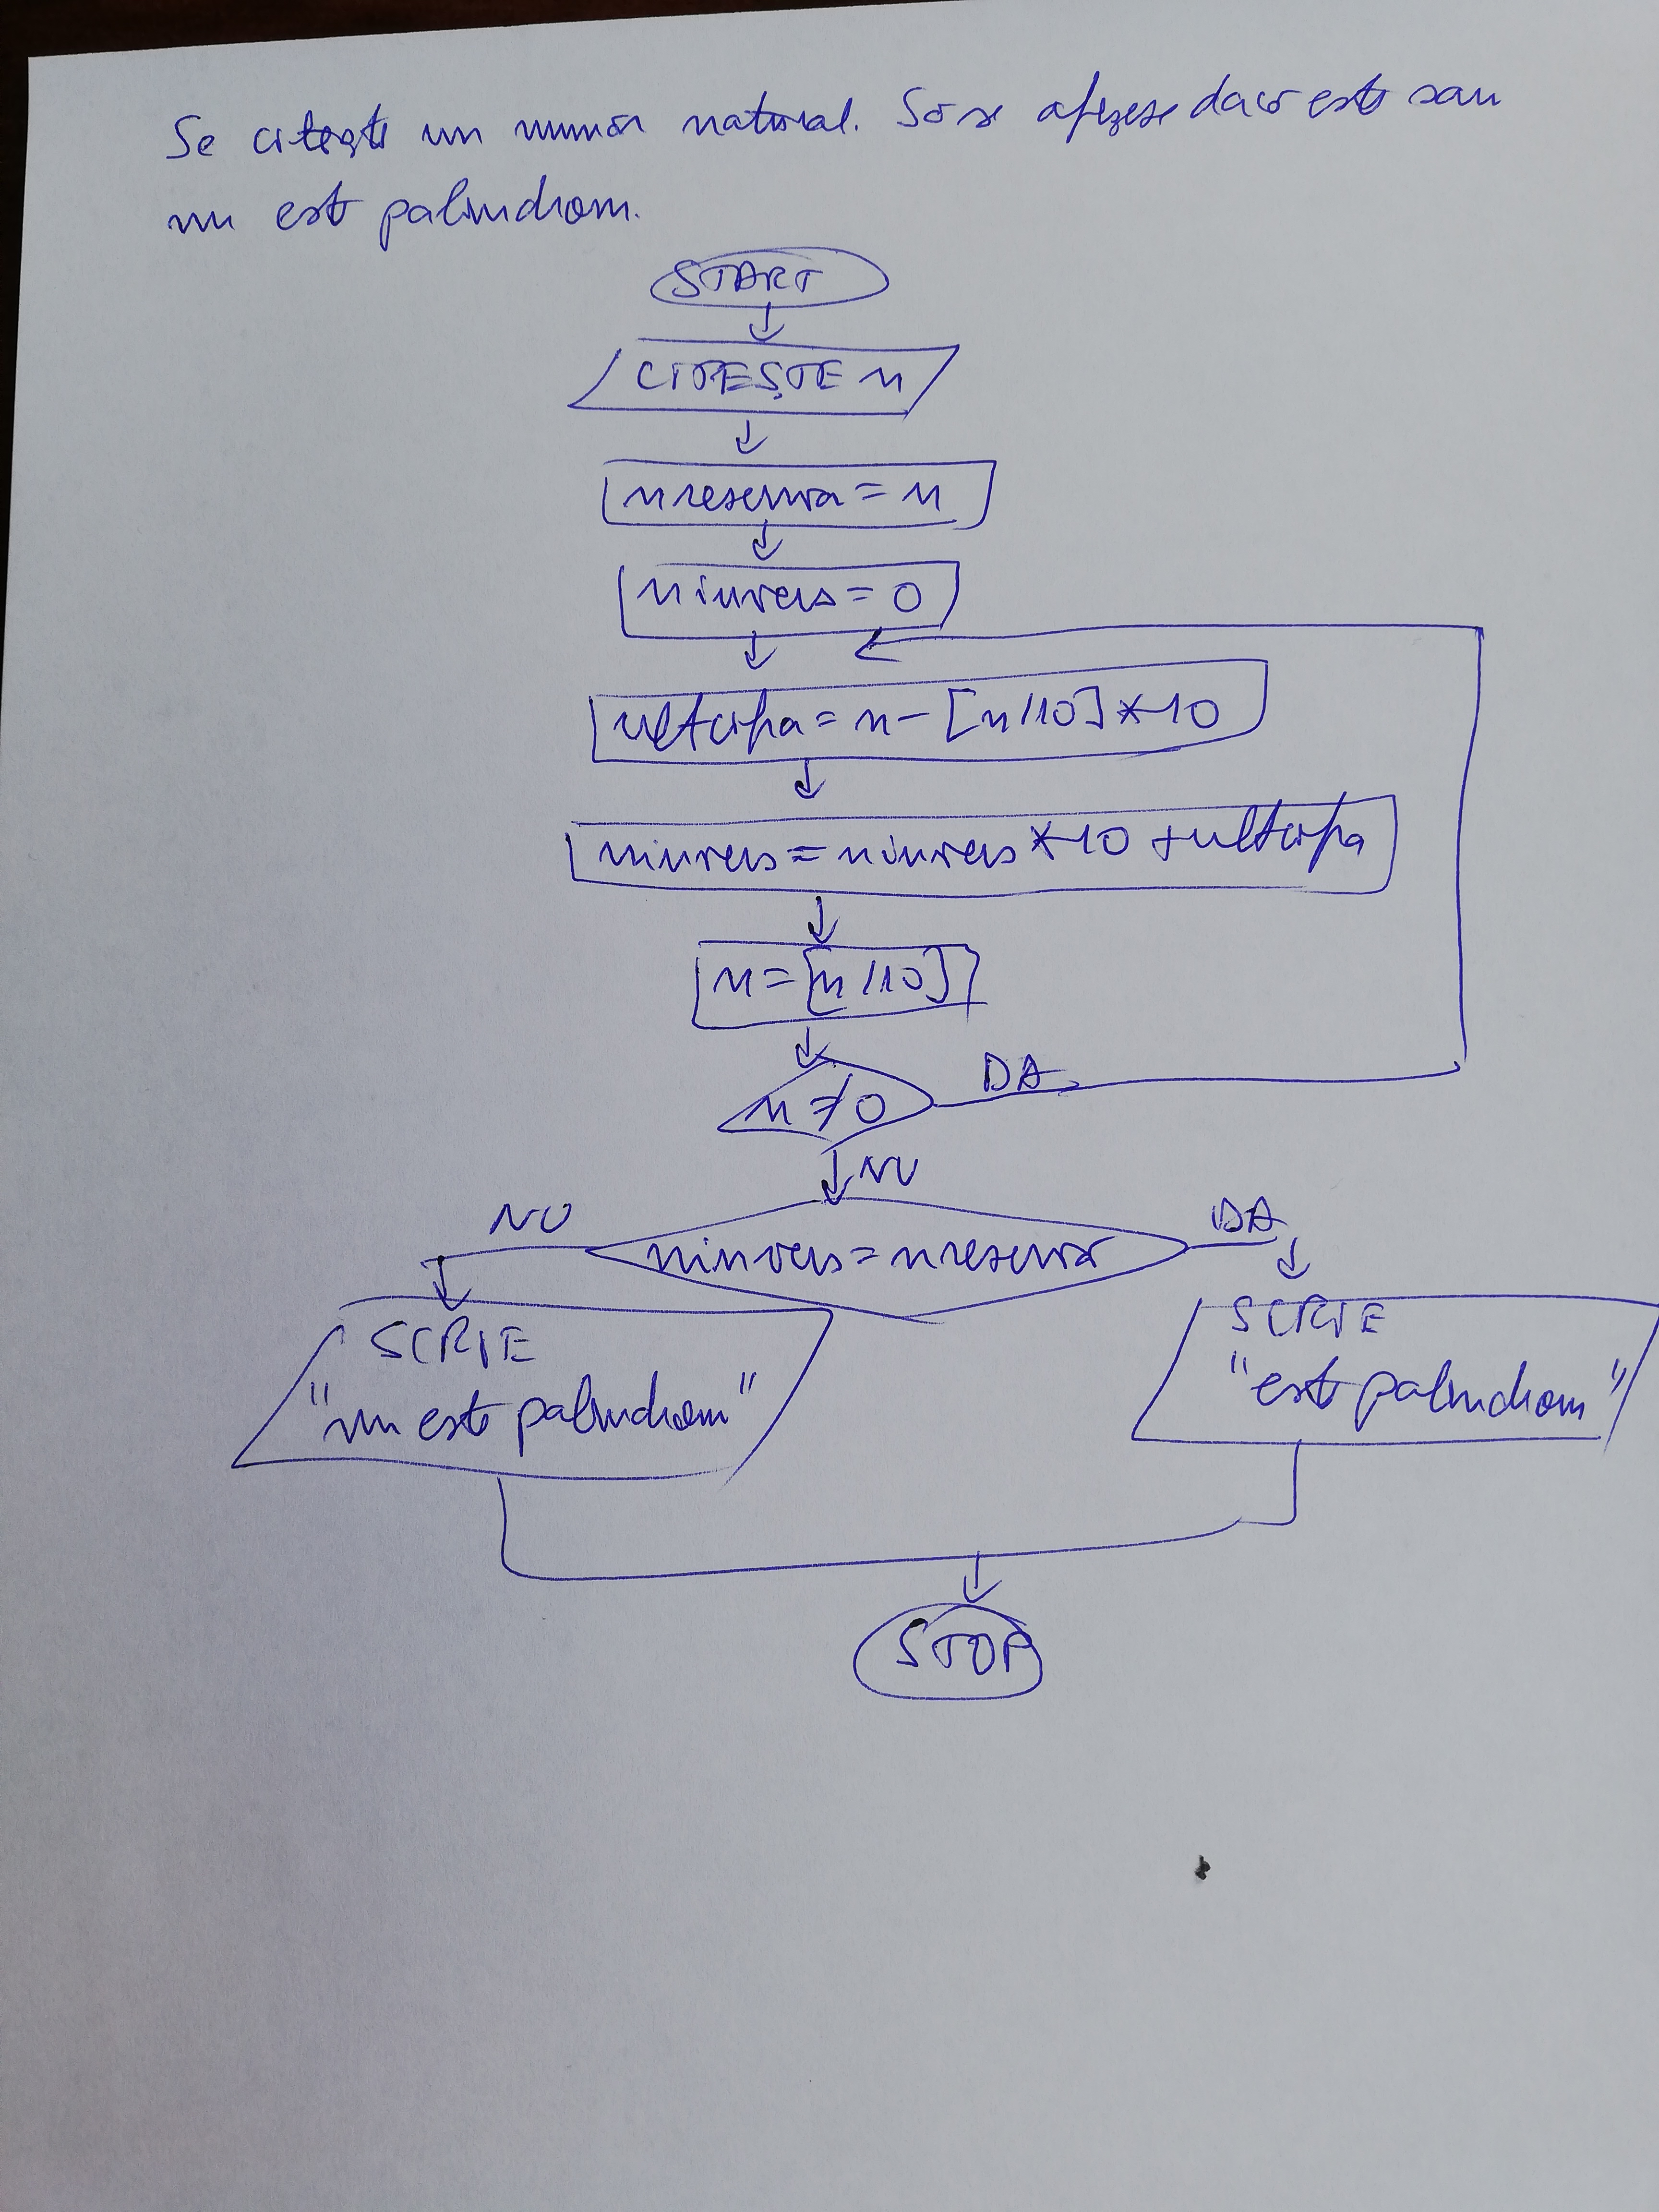 Se citește un număr natural. Să se afișeze dacă este sau
nu este palindrom.
START
CITEȘTE n
nrezerva = n
ninvers = 0
ultcifra = n - [n/10] * 10
ninvers = ninvers * 10 + ultcifra
n = [n/10]
n ≠ 0 DA
NU
NU ninvers = nrezerva DA
SCRIE SCRIE
"nu este palindrom" "este palindrom"
STOP